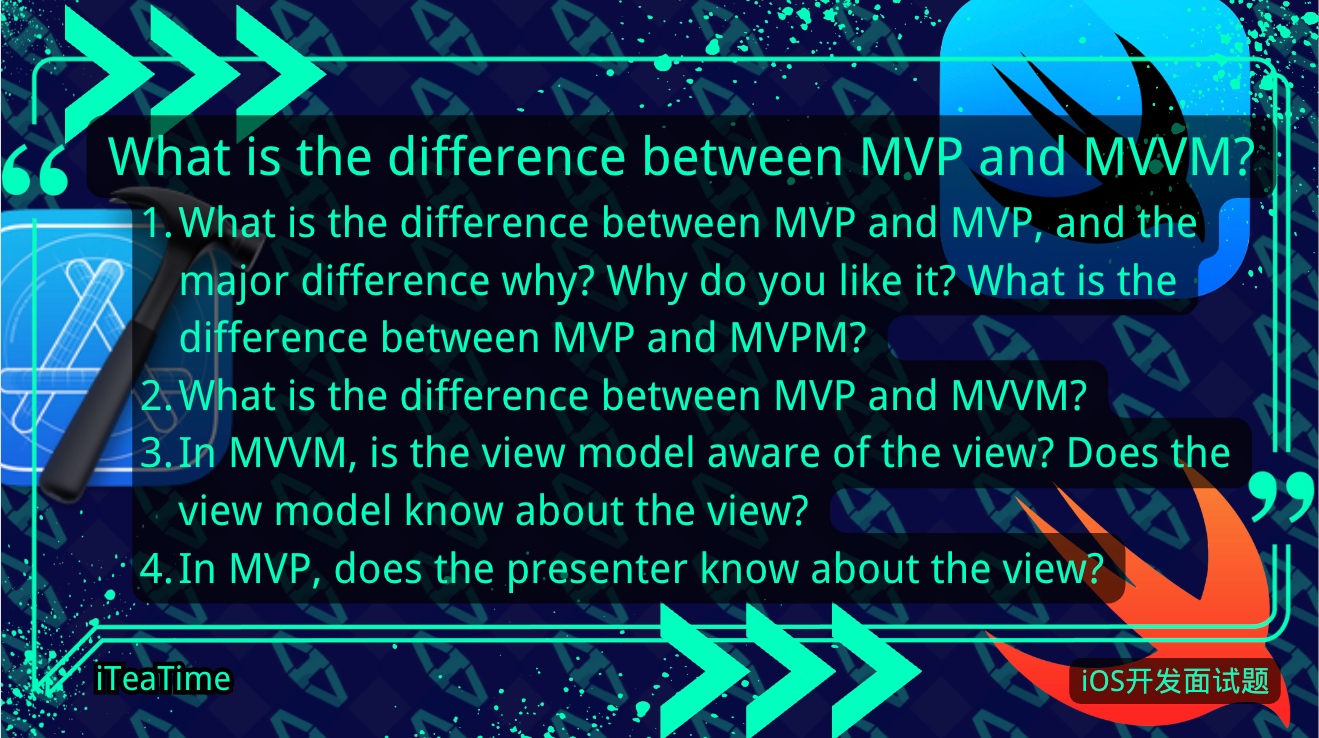 What is the difference between MVP and MVVM?
1. What is the difference between MVP and MVP, and the
major difference why? Why do you like it? What is the
difference between MVP and MVPM?
2. What is the difference between MVP and MVVM?
3. In MVVM, is the view model aware of the view? Does the
view model know about the view?
4. In MVP, does the presenter know about the view?
iTeaTime
iOS开发面试题